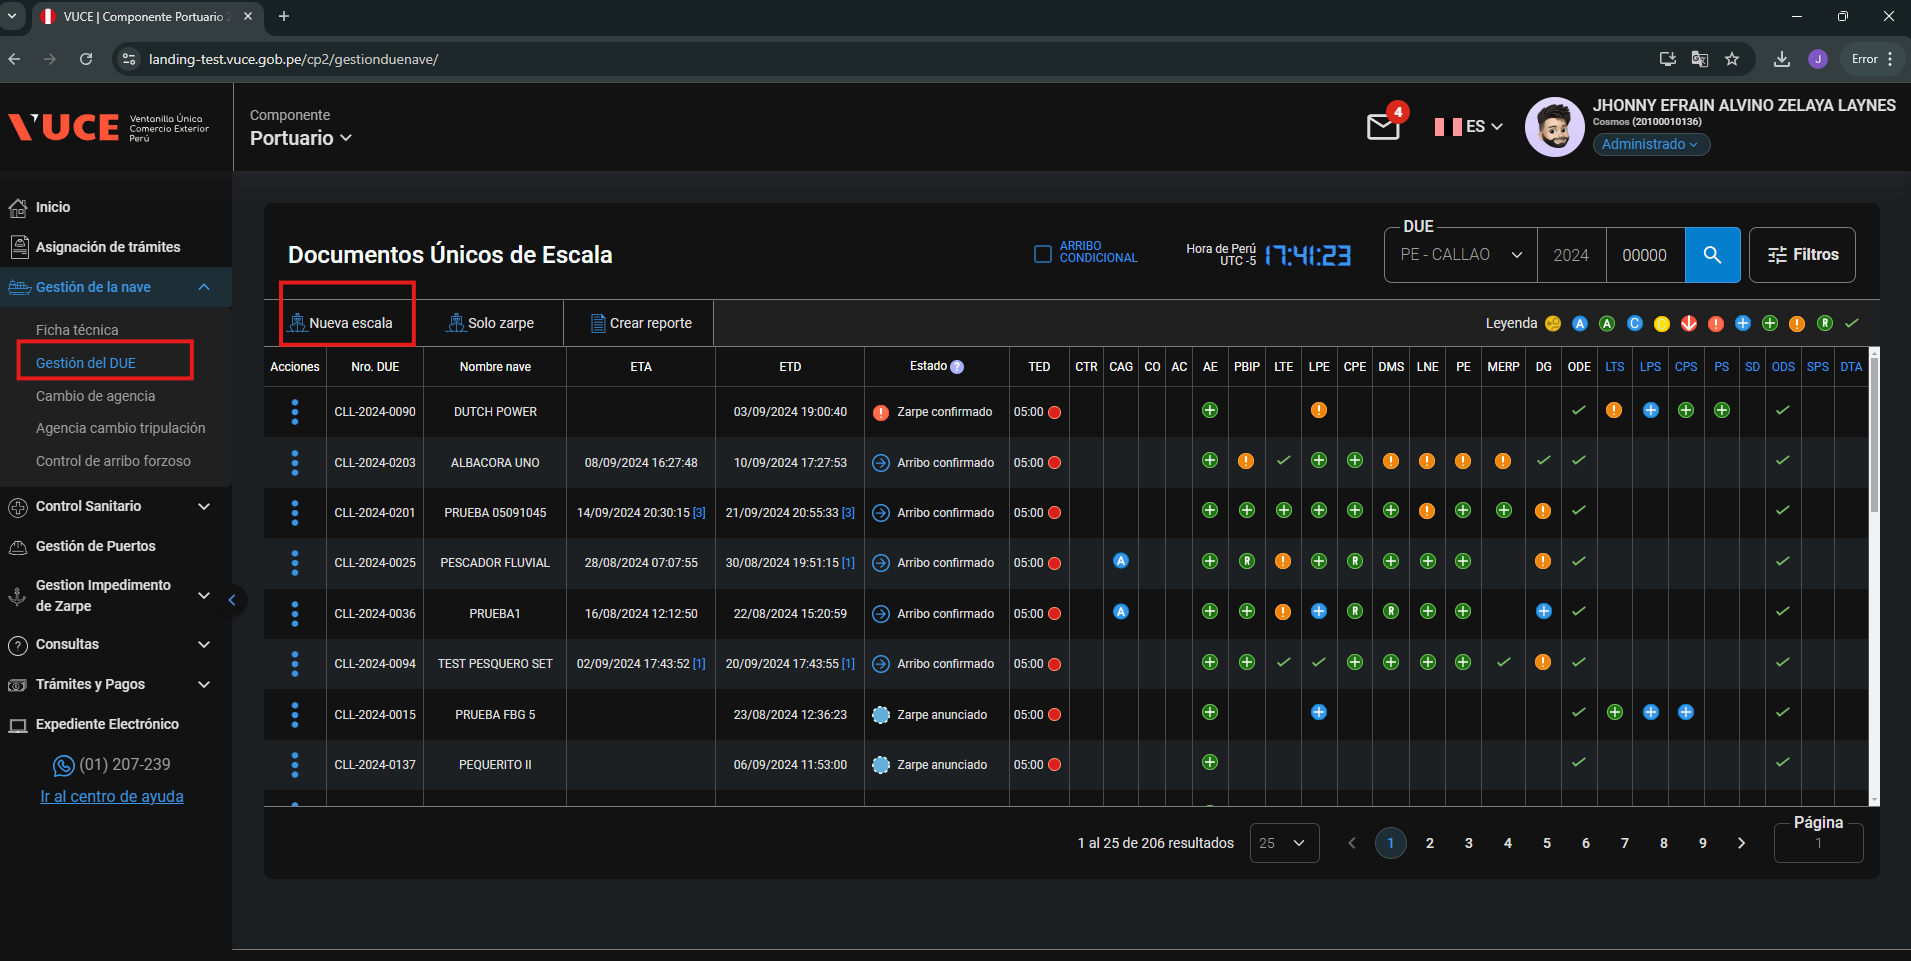 VUCE | Componente Portuario 2
landing-test.vuce.gob.pe/cp2/gestionduenave/
J
Error
VUCE
Ventanilla Única
Comercio Exterior
Perú
Componente
Portuario
4
ES
JHONNY EFRAIN ALVINO ZELAYA LAYNES
Cosmos (20100010136)
Administrado
Inicio
Asignación de trámites
Gestión de la nave
Ficha técnica
Gestión del DUE
Cambio de agencia
Agencia cambio tripulación
Control de arribo forzoso
Control Sanitario
Gestión de Puertos
Gestion Impedimento
de Zarpe
Consultas
Trámites y Pagos
Expediente Electrónico
(01) 207-239
Ir al centro de ayuda
Documentos Únicos de Escala
ARRIBO
CONDICIONAL
Hora de Perú
UTC -5
17:41:23
DUE
PE - CALLAO 2024 00000
Filtros
Nueva escala Solo zarpe Crear reporte
Leyenda A A C C ! + + ! R
Acciones Nro. DUE Nombre nave ETA ETD Estado ? TED CTR CAG CO AC AE PBIP LTE LPE CPE DMS LNE PE MERP DG ODE LTS LPS CPS PS SD ODS SPS DTA
CLL-2024-0090 DUTCH POWER 03/09/2024 19:00:40 ! Zarpe confirmado 05:00 + ! ! + + +
CLL-2024-0203 ALBACORA UNO 08/09/2024 16:27:48 10/09/2024 17:27:53 Arribo confirmado 05:00 + ! + + ! ! ! !
CLL-2024-0201 PRUEBA 05091045 14/09/2024 20:30:15 [3] 21/09/2024 20:55:33 [3] Arribo confirmado 05:00 + + + + + + ! + + !
CLL-2024-0025 PESCADOR FLUVIAL 28/08/2024 07:07:55 30/08/2024 19:51:15 [1] Arribo confirmado 05:00 A + R ! + R + + + !
CLL-2024-0036 PRUEBA1 16/08/2024 12:12:50 22/08/2024 15:20:59 Arribo confirmado 05:00 A + + ! + R R + + +
CLL-2024-0094 TEST PESQUERO SET 02/09/2024 17:43:52 [1] 20/09/2024 17:43:55 [1] Arribo confirmado 05:00 + + + + + + !
CLL-2024-0015 PRUEBA FBG 5 23/08/2024 12:36:23 Zarpe anunciado 05:00 + + + + +
CLL-2024-0137 PEQUERITO II 06/09/2024 11:53:00 Zarpe anunciado 05:00 +
1 al 25 de 206 resultados 25 1 2 3 4 5 6 7 8 9
Página
1